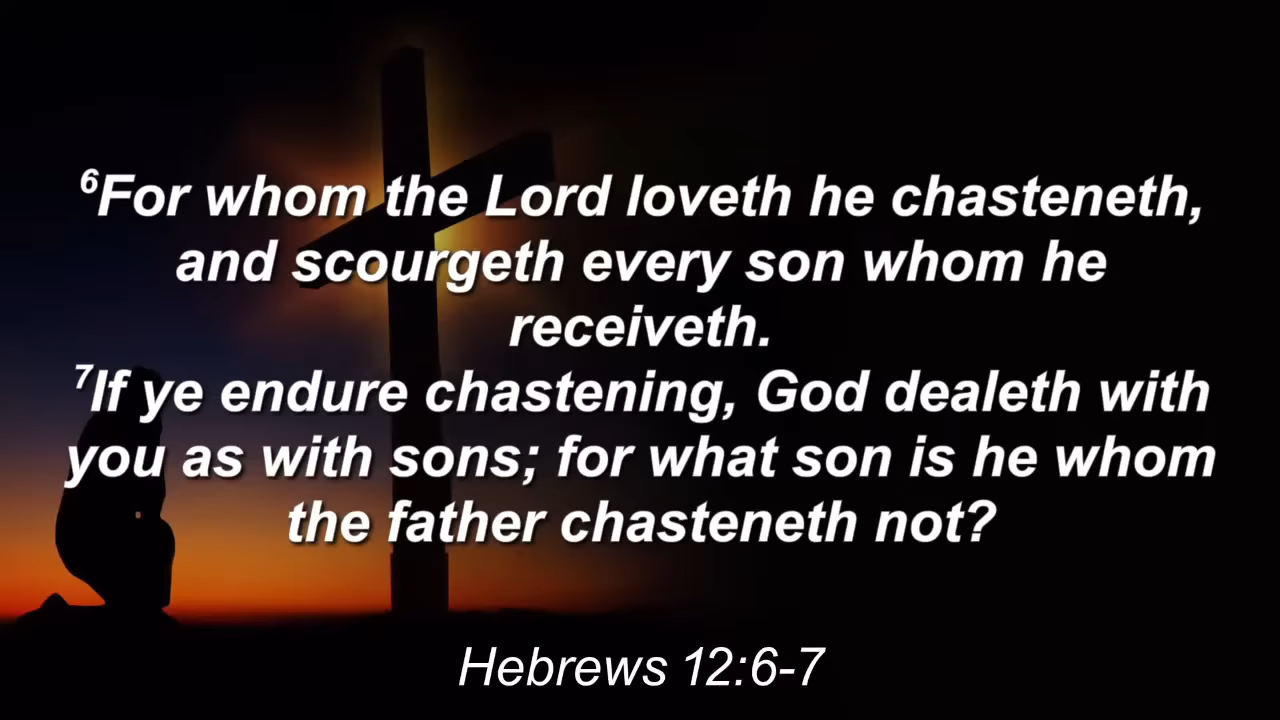 ⁶For whom the Lord loveth he chasteneth,
and scourgeth every son whom he
receiveth.
⁷If ye endure chastening, God dealeth with
you as with sons; for what son is he whom
the father chasteneth not?
Hebrews 12:6-7